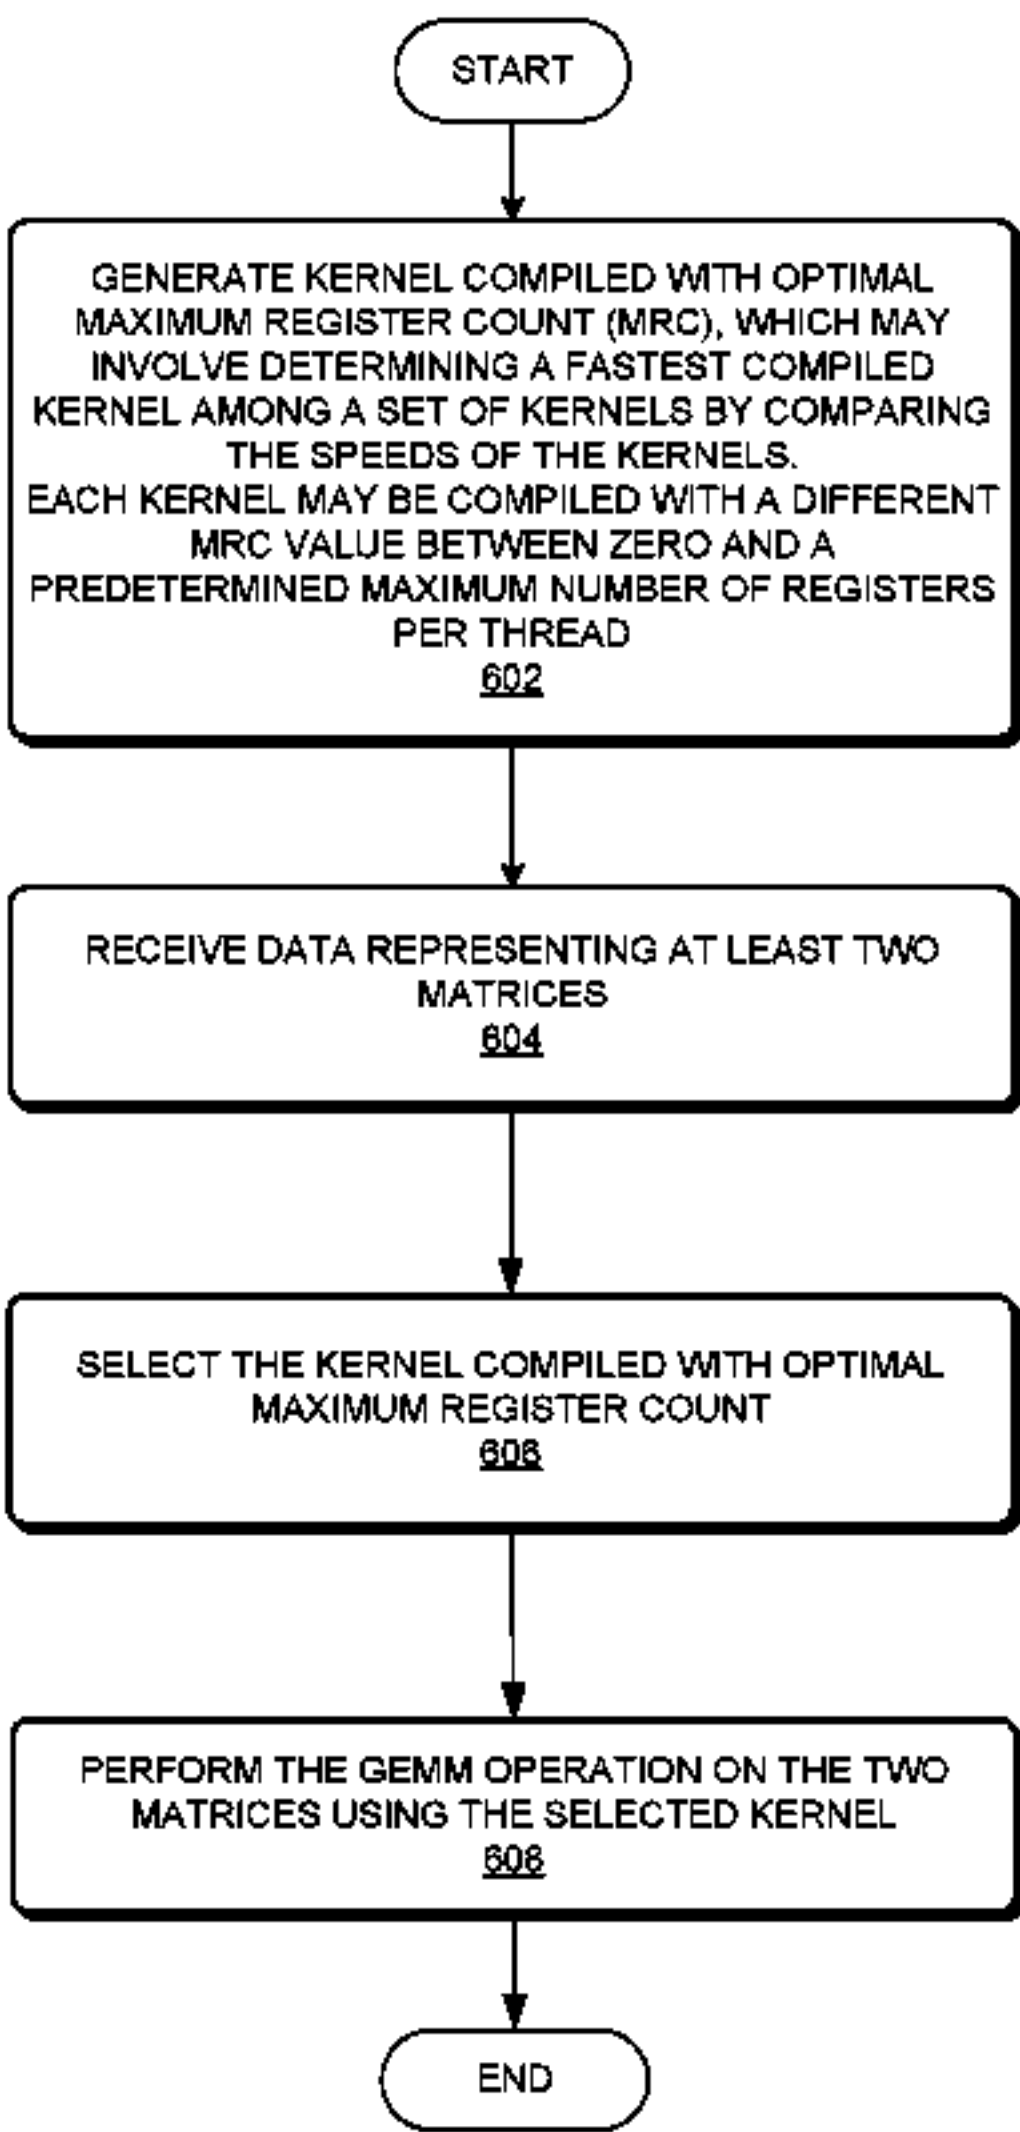 START
GENERATE KERNEL COMPILED WITH OPTIMAL
MAXIMUM REGISTER COUNT (MRC), WHICH MAY
INVOLVE DETERMINING A FASTEST COMPILED
KERNEL AMONG A SET OF KERNELS BY COMPARING
THE SPEEDS OF THE KERNELS.
EACH KERNEL MAY BE COMPILED WITH A DIFFERENT
MRC VALUE BETWEEN ZERO AND A
PREDETERMINED MAXIMUM NUMBER OF REGISTERS
PER THREAD
602
RECEIVE DATA REPRESENTING AT LEAST TWO
MATRICES
604
SELECT THE KERNEL COMPILED WITH OPTIMAL
MAXIMUM REGISTER COUNT
606
PERFORM THE GEMM OPERATION ON THE TWO
MATRICES USING THE SELECTED KERNEL
608
END